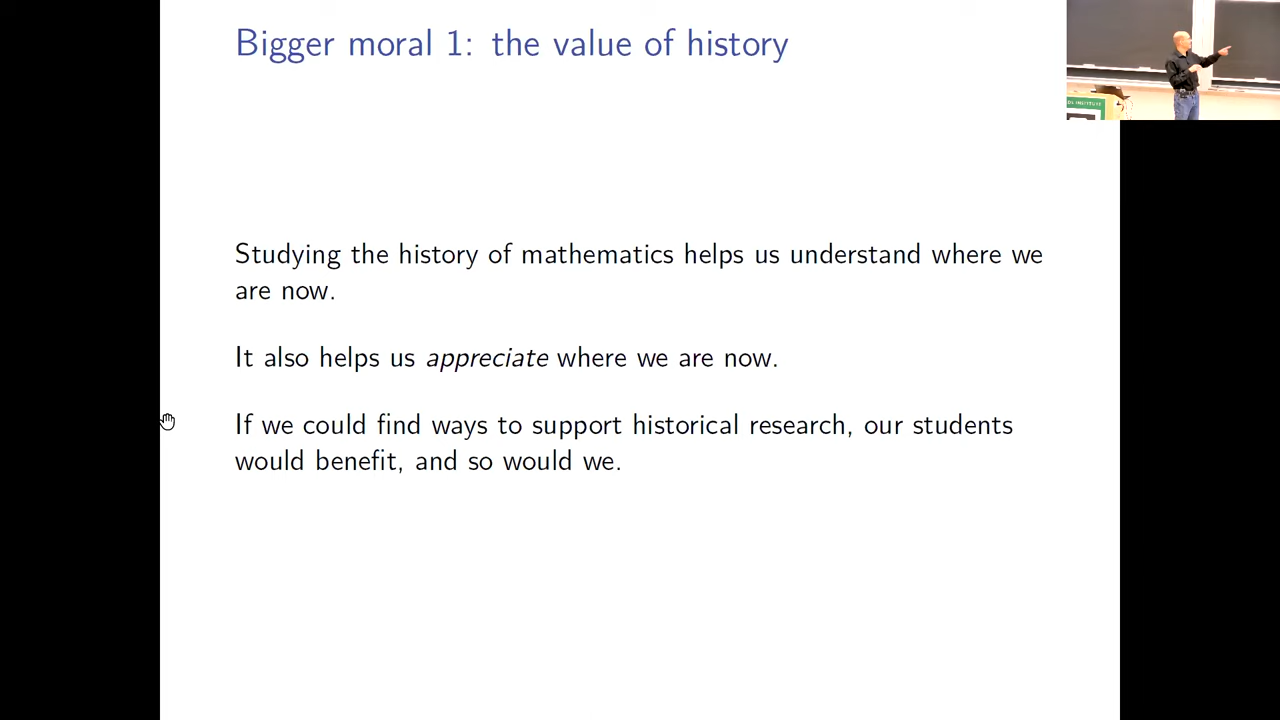 Bigger moral 1: the value of history
Studying the history of mathematics helps us understand where we
are now.
It also helps us appreciate where we are now.
If we could find ways to support historical research, our students
would benefit, and so would we.
INSTITUTE